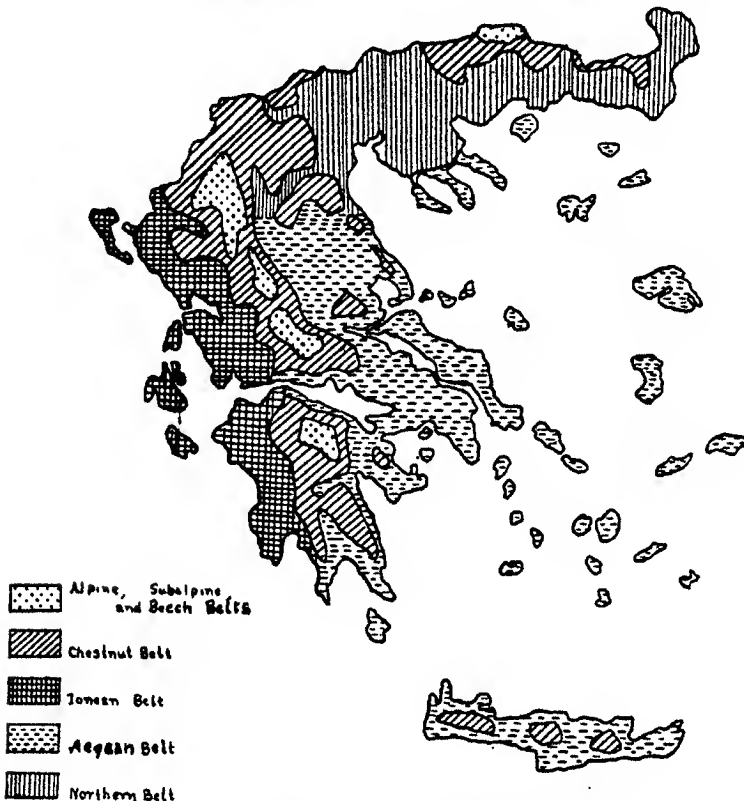 Alpine, Subalpine
and Beech Belts
Chestnut Belt
Ionean Belt
Aegean Belt
Northern Belt